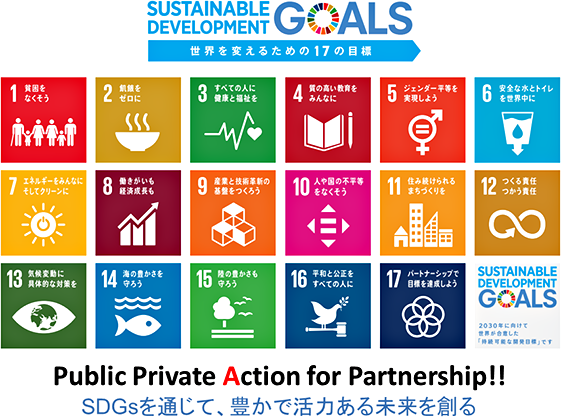 SUSTAINABLE
DEVELOPMENT
GOALS
世界を変えるための17の目標
1
貧困を
なくそう
2
飢餓を
ゼロに
3
すべての人に
健康と福祉を
4
質の高い教育を
みんなに
5
ジェンダー平等を
実現しよう
6
安全な水とトイレ
を世界中に
7
エネルギーをみんなに
そしてクリーンに
8
働きがいも
経済成長も
9
産業と技術革新の
基盤をつくろう
10
人や国の不平等
をなくそう
11
住み続けられる
まちづくりを
12
つくる責任
つかう責任
13
気候変動に
具体的な対策を
14
海の豊かさを
守ろう
15
陸の豊かさも
守ろう
16
平和と公正を
すべての人に
17
パートナーシップで
目標を達成しよう
SUSTAINABLE
DEVELOPMENT
GOALS
2030年に向けて
世界が合意した
「持続可能な開発目標」です
Public Private Action for Partnership!!
SDGsを通じて、豊かで活力ある未来を創る